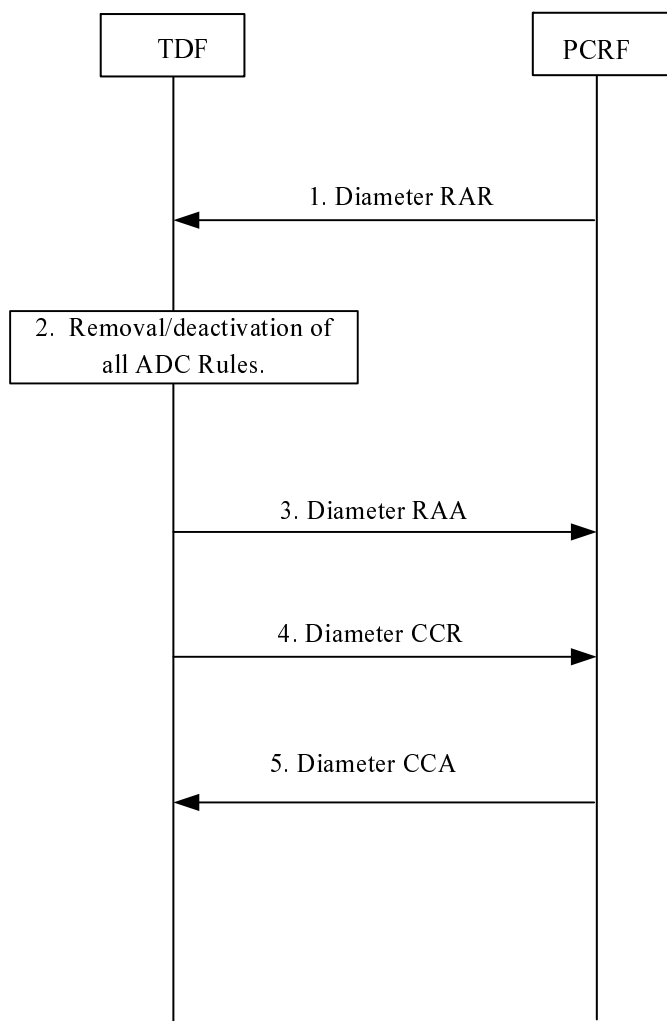 TDF
PCRF
1. Diameter RAR
2. Removal/deactivation of
all ADC Rules.
3. Diameter RAA
4. Diameter CCR
5. Diameter CCA